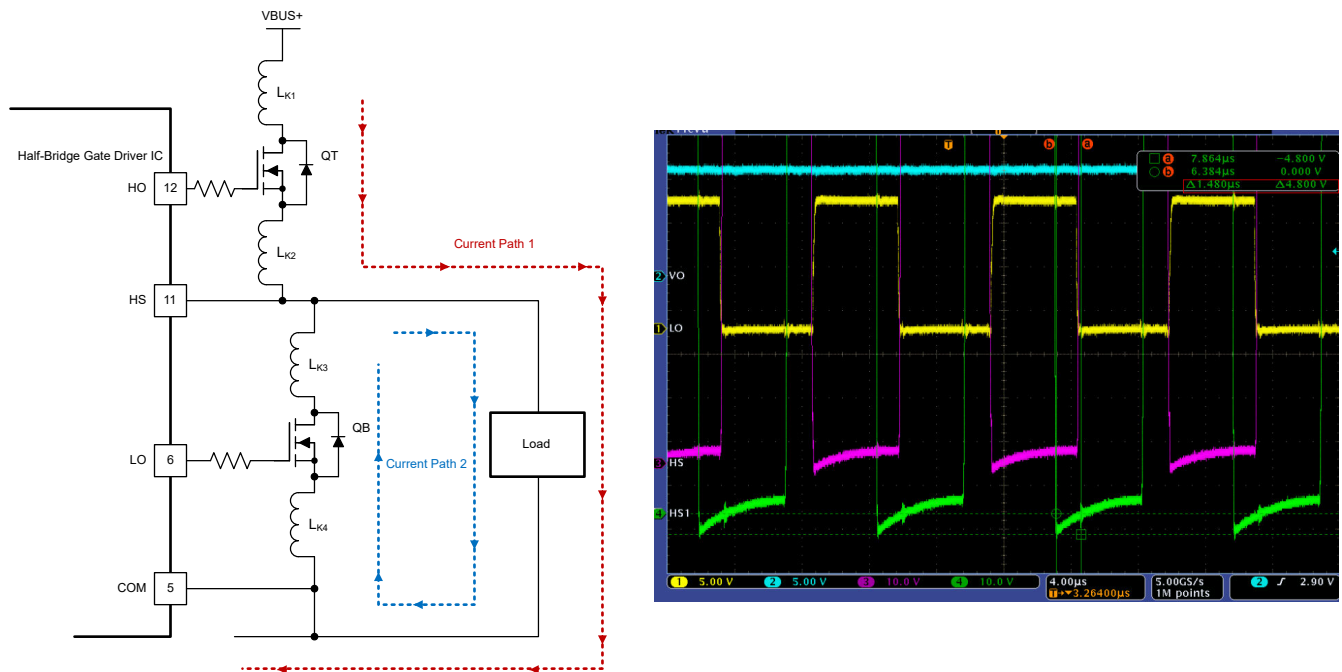 VBUS+
LK1
Half-Bridge Gate Driver IC
QT
HO
12
LK2
Current Path 1
HS
11
LK3
QB
LO
6
Current Path 2
Load
LK4
COM
5
T
b
a
a 7.864µs −4.800 V
b 6.384µs 0.000 V
Δ1.480µs Δ4.800 V
2 VO
1 LO
3 HS
4 HS1
1 5.00 V 2 5.00 V 3 10.0 V 4 10.0 V
4.00µs
T→▼3.26400µs
5.00GS/s
1M points
2 2.90 V